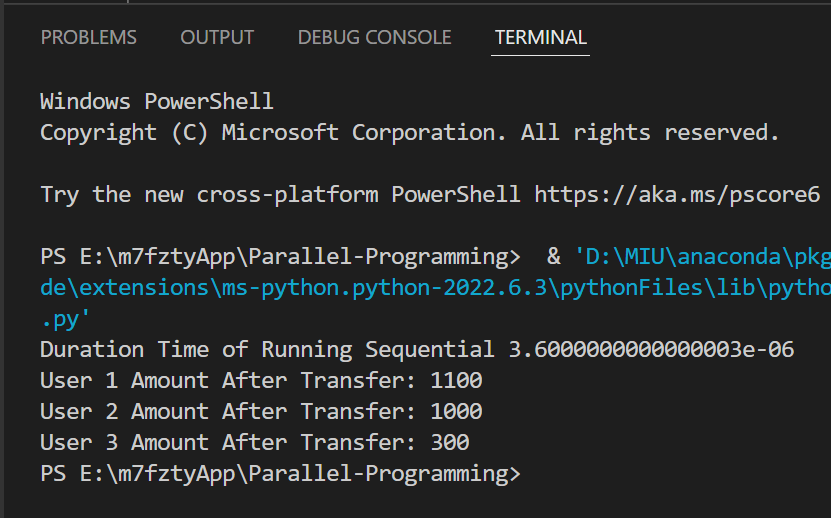 PROBLEMS OUTPUT DEBUG CONSOLE TERMINAL
Windows PowerShell
Copyright (C) Microsoft Corporation. All rights reserved.
Try the new cross-platform PowerShell https://aka.ms/pscore6
PS E:\m7fztyApp\Parallel-Programming>  & 'D:\MIU\anaconda\pkg
de\extensions\ms-python.python-2022.6.3\pythonFiles\lib\pytho
.py'
Duration Time of Running Sequential 3.6000000000000003e-06
User 1 Amount After Transfer: 1100
User 2 Amount After Transfer: 1000
User 3 Amount After Transfer: 300
PS E:\m7fztyApp\Parallel-Programming>